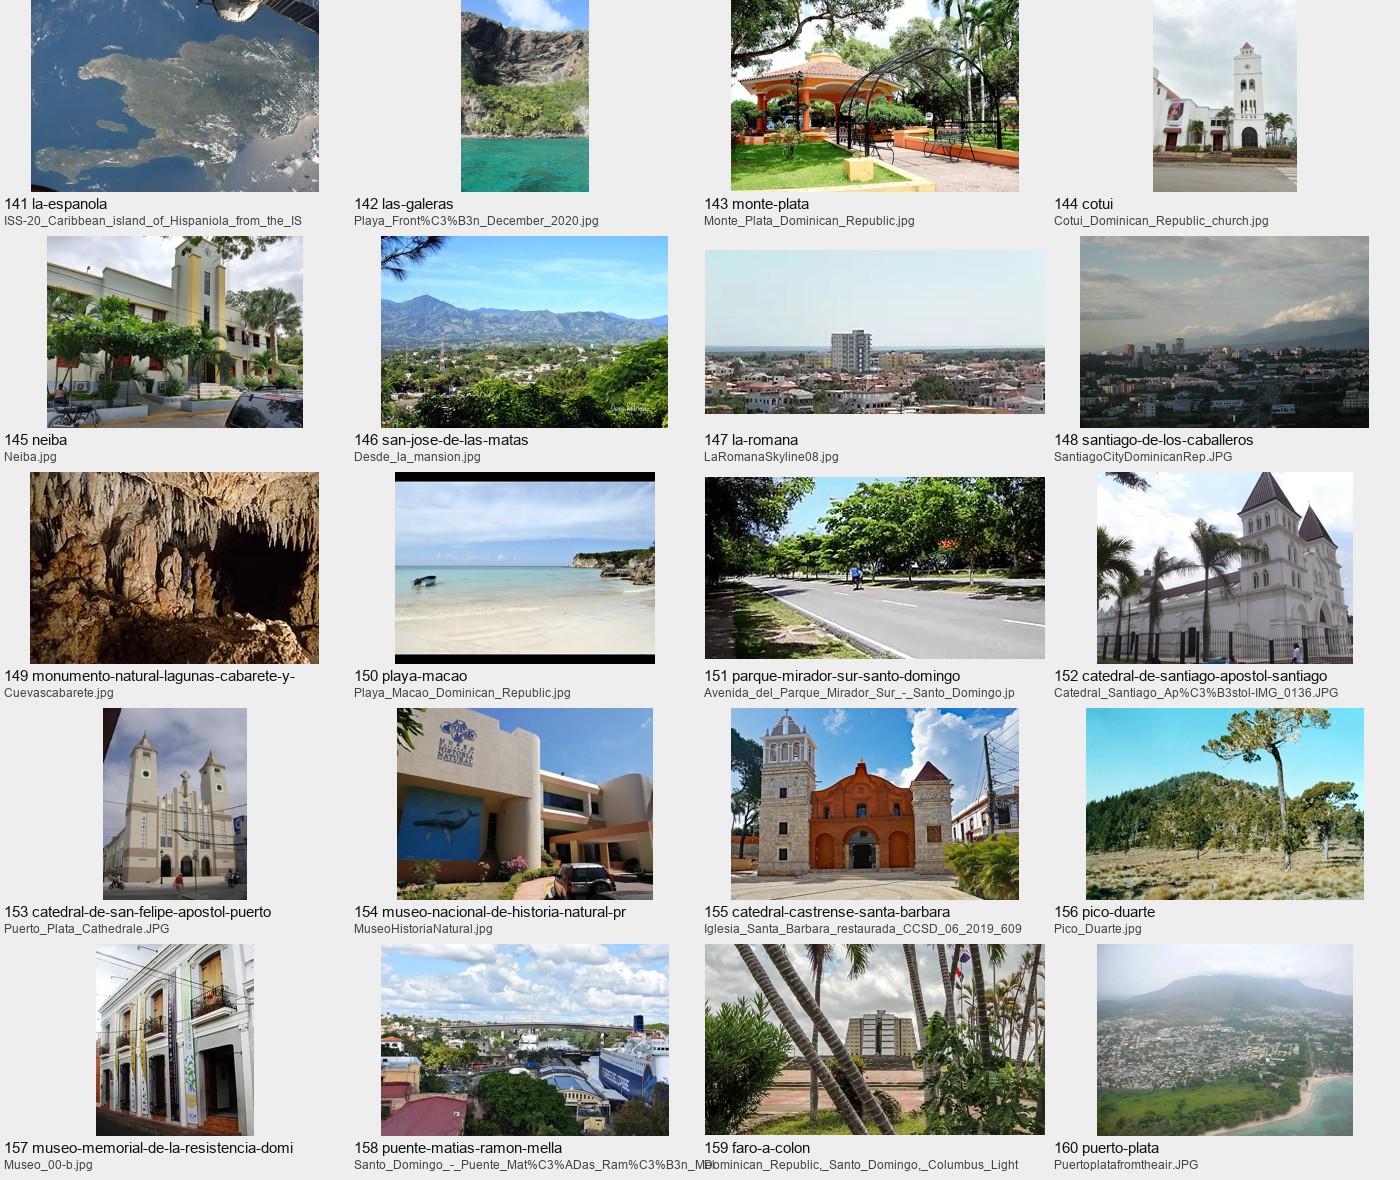 141 la-espanola
ISS-20_Caribbean_island_of_Hispaniola_from_the_IS
142 las-galeras
Playa_Front%C3%B3n_December_2020.jpg
143 monte-plata
Monte_Plata_Dominican_Republic.jpg
144 cotui
Cotui_Dominican_Republic_church.jpg
145 neiba
Neiba.jpg
146 san-jose-de-las-matas
Desde_la_mansion.jpg
147 la-romana
LaRomanaSkyline08.jpg
148 santiago-de-los-caballeros
SantiagoCityDominicanRep.JPG
149 monumento-natural-lagunas-cabarete-y-
Cuevascabarete.jpg
150 playa-macao
Playa_Macao_Dominican_Republic.jpg
151 parque-mirador-sur-santo-domingo
Avenida_del_Parque_Mirador_Sur_-_Santo_Domingo.jp
152 catedral-de-santiago-apostol-santiago
Catedral_Santiago_Ap%C3%B3stol-IMG_0136.JPG
153 catedral-de-san-felipe-apostol-puerto
Puerto_Plata_Cathedrale.JPG
MUSEO
HISTORIA
NATURAL
154 museo-nacional-de-historia-natural-pr
MuseoHistoriaNatural.jpg
155 catedral-castrense-santa-barbara
Iglesia_Santa_Barbara_restaurada_CCSD_06_2019_609
156 pico-duarte
Pico_Duarte.jpg
157 museo-memorial-de-la-resistencia-domi
Museo_00-b.jpg
158 puente-matias-ramon-mella
Santo_Domingo_-_Puente_Mat%C3%ADas_Ram%C3%B3n_M
159 faro-a-colon
Dominican_Republic,_Santo_Domingo,_Columbus_Light
160 puerto-plata
Puertoplatafromtheair.JPG